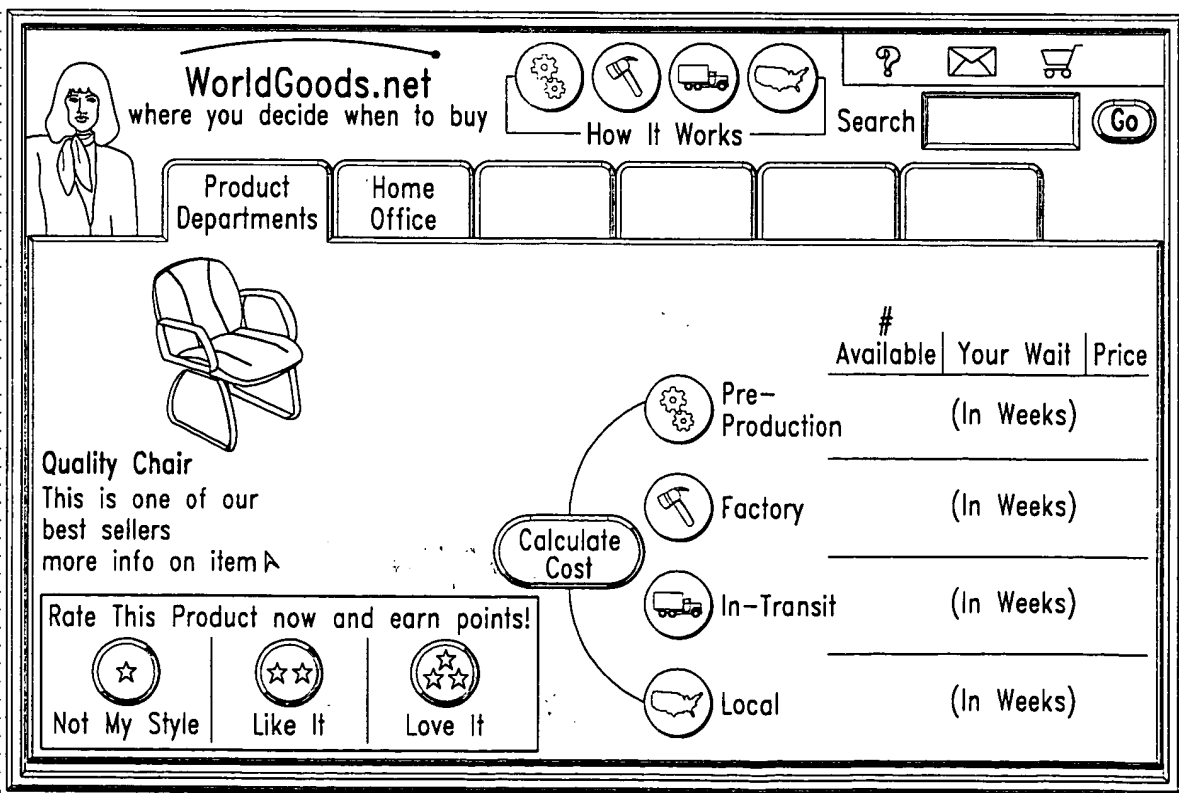 WorldGoods.net
where you decide when to buy
How It Works
?
Search
Go
Product
Departments
Home
Office
#
Available Your Wait Price
Pre-
Production
(In Weeks)
Factory
(In Weeks)
Calculate
Cost
In-Transit
(In Weeks)
Local
(In Weeks)
Quality Chair
This is one of our
best sellers
more info on item
Rate This Product now and earn points!
Not My Style
Like It
Love It